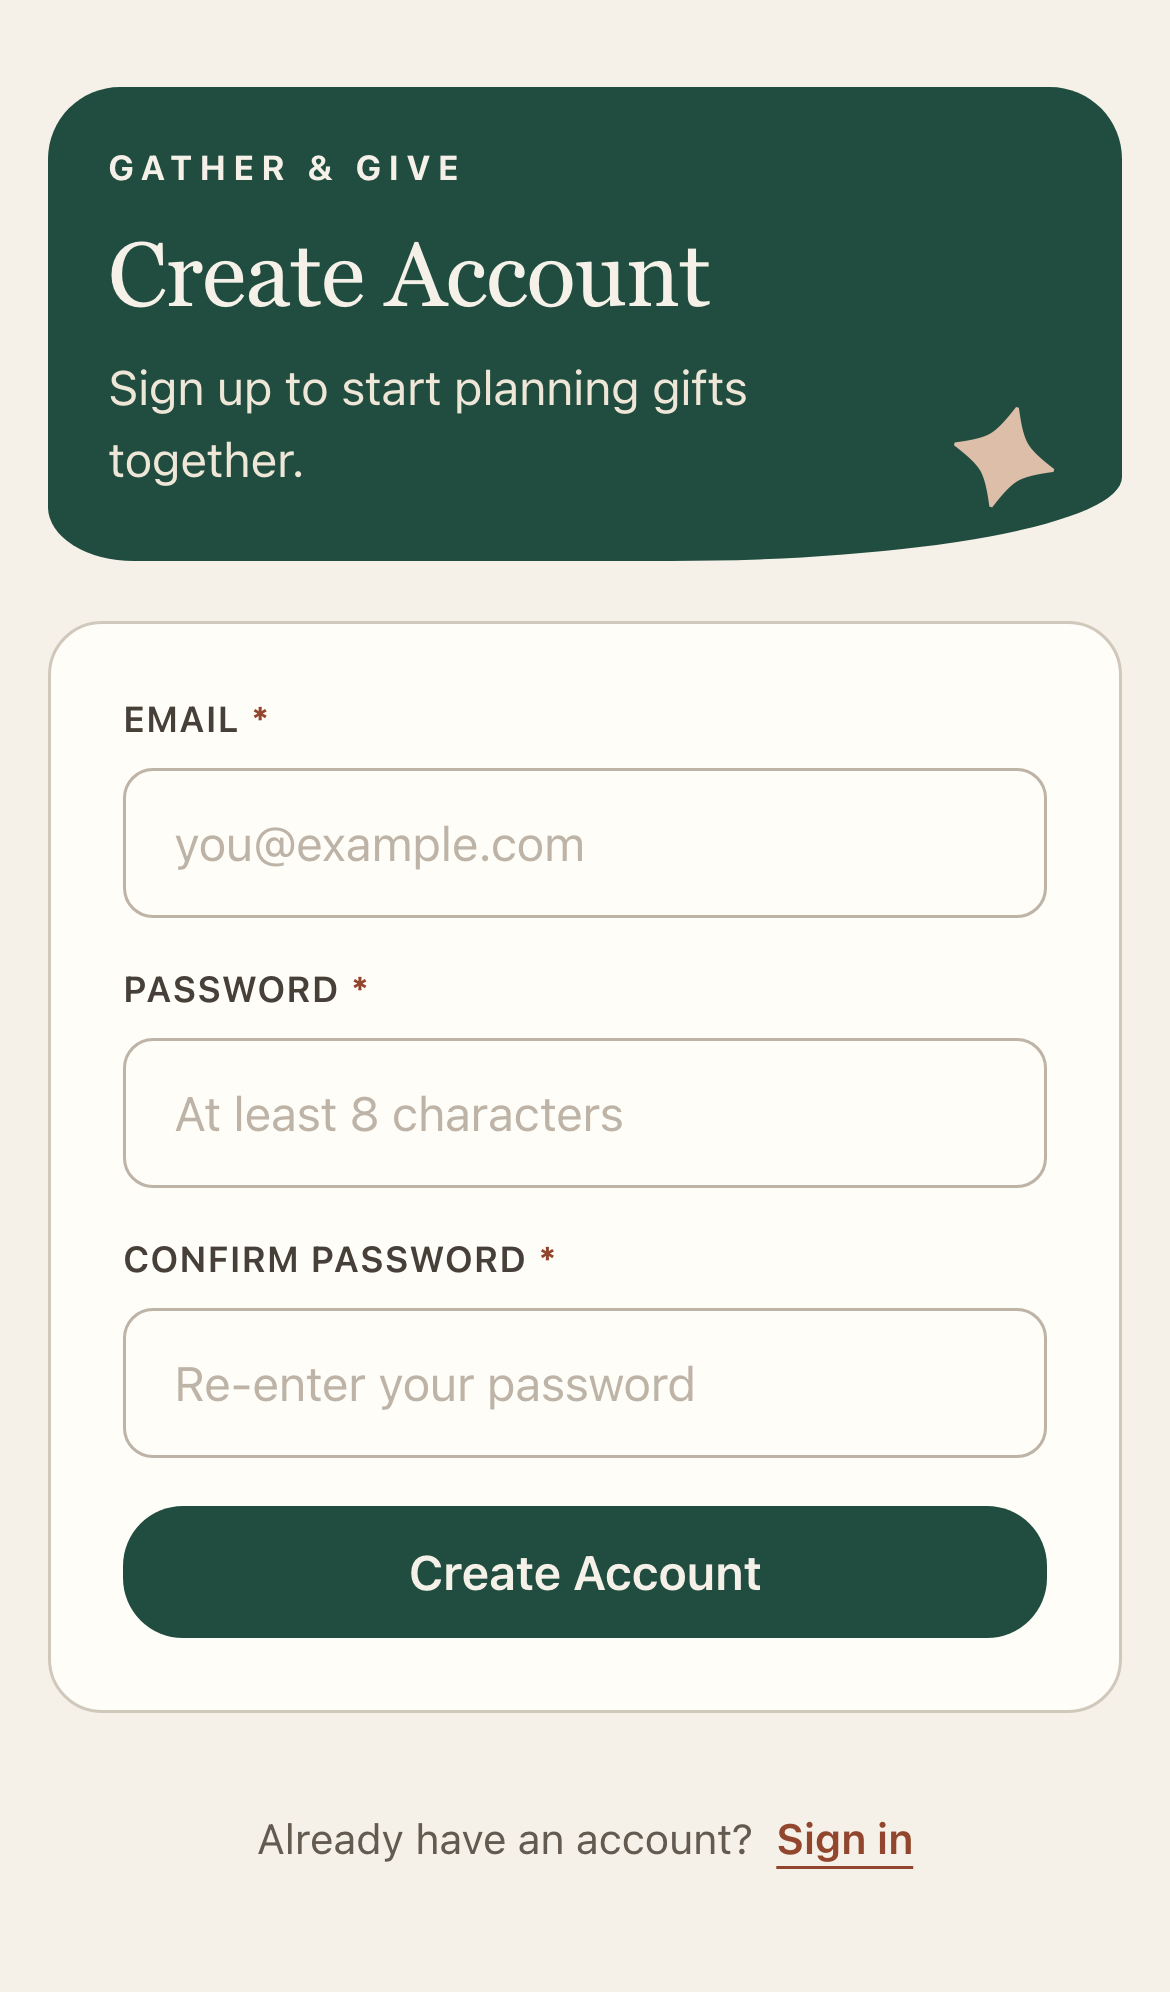 GATHER & GIVE
Create Account
Sign up to start planning gifts
together.
EMAIL *
you@example.com
PASSWORD *
At least 8 characters
CONFIRM PASSWORD *
Re-enter your password
Create Account
Already have an account? Sign in